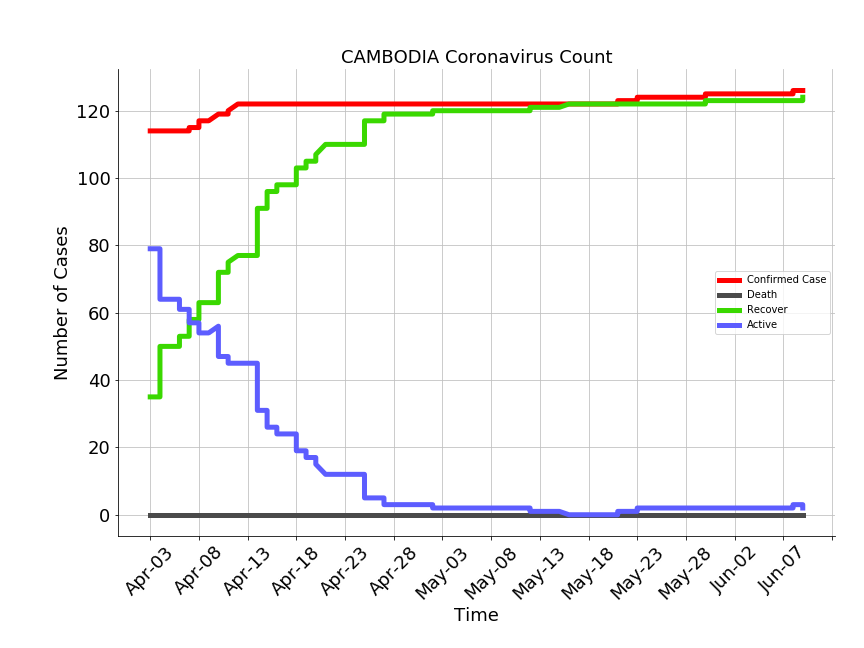 CAMBODIA Coronavirus Count
Number of Cases
120
100
80
60
40
20
0
Confirmed Case
Death
Recover
Active
Apr-03
Apr-08
Apr-13
Apr-18
Apr-23
Apr-28
May-03
May-08
May-13
May-18
May-23
May-28
Jun-02
Jun-07
Time